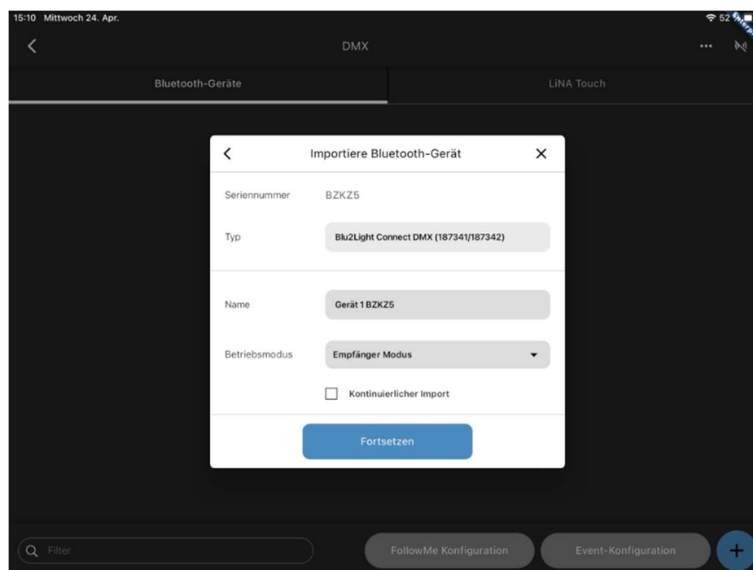 15:10 Mittwoch 24. Apr.
52
DMX
Bluetooth-Geräte
LiNA Touch
Importiere Bluetooth-Gerät
Seriennummer BZKZ5
Typ Blu2Light Connect DMX (187341/187342)
Name Gerät 1 BZKZ5
Betriebsmodus Empfänger Modus
Kontinuierlicher Import
Fortsetzen
Filter
FollowMe Konfiguration
Event-Konfiguration